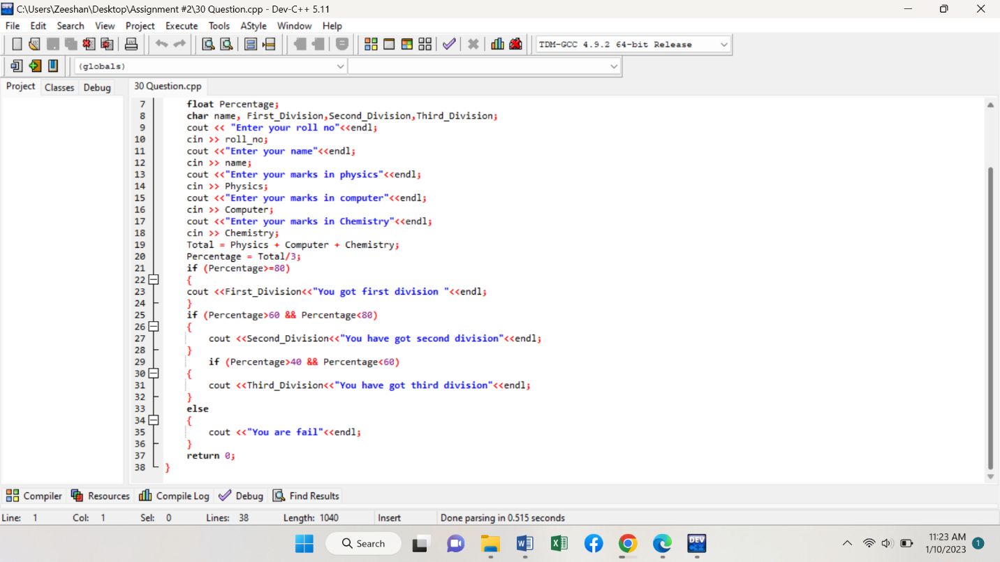 C:\Users\Zeeshan\Desktop\Assignment #2\30 Question.cpp - Dev-C++ 5.11
File Edit Search View Project Execute Tools AStyle Window Help
TDM-GCC 4.9.2 64-bit Release
(globals)
Project Classes Debug 30 Question.cpp
7 float Percentage;
8 char name, First_Division,Second_Division,Third_Division;
9 cout << "Enter your roll no"<<endl;
10 cin >> roll_no;
11 cout <<"Enter your name"<<endl;
12 cin >> name;
13 cout <<"Enter your marks in physics"<<endl;
14 cin >> Physics;
15 cout <<"Enter your marks in computer"<<endl;
16 cin >> Computer;
17 cout <<"Enter your marks in Chemistry"<<endl;
18 cin >> Chemistry;
19 Total = Physics + Computer + Chemistry;
20 Percentage = Total/3;
21 if (Percentage>=80)
22 {
23 cout <<First_Division<<"You got first division "<<endl;
24 }
25 if (Percentage>60 && Percentage<80)
26 {
27 cout <<Second_Division<<"You have got second division"<<endl;
28 }
29 if (Percentage>40 && Percentage<60)
30 {
31 cout <<Third_Division<<"You have got third division"<<endl;
32 }
33 else
34 {
35 cout <<"You are fail"<<endl;
36 }
37 return 0;
38 }
Compiler Resources Compile Log Debug Find Results
Line: 1 Col: 1 Sel: 0 Lines: 38 Length: 1040 Insert Done parsing in 0.515 seconds
Search
DEV
11:23 AM
1/10/2023
1